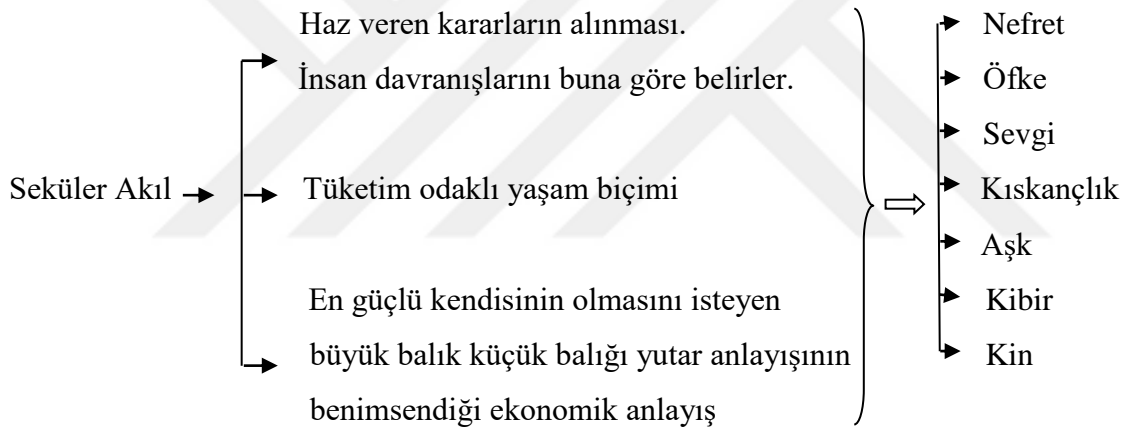 Haz veren kararların alınması.
İnsan davranışlarını buna göre belirler.
Seküler Akıl
Tüketim odaklı yaşam biçimi
En güçlü kendisinin olmasını isteyen
büyük balık küçük balığı yutar anlayışının
benimsendiği ekonomik anlayış
Nefret
Öfke
Sevgi
Kıskançlık
Aşk
Kibir
Kin